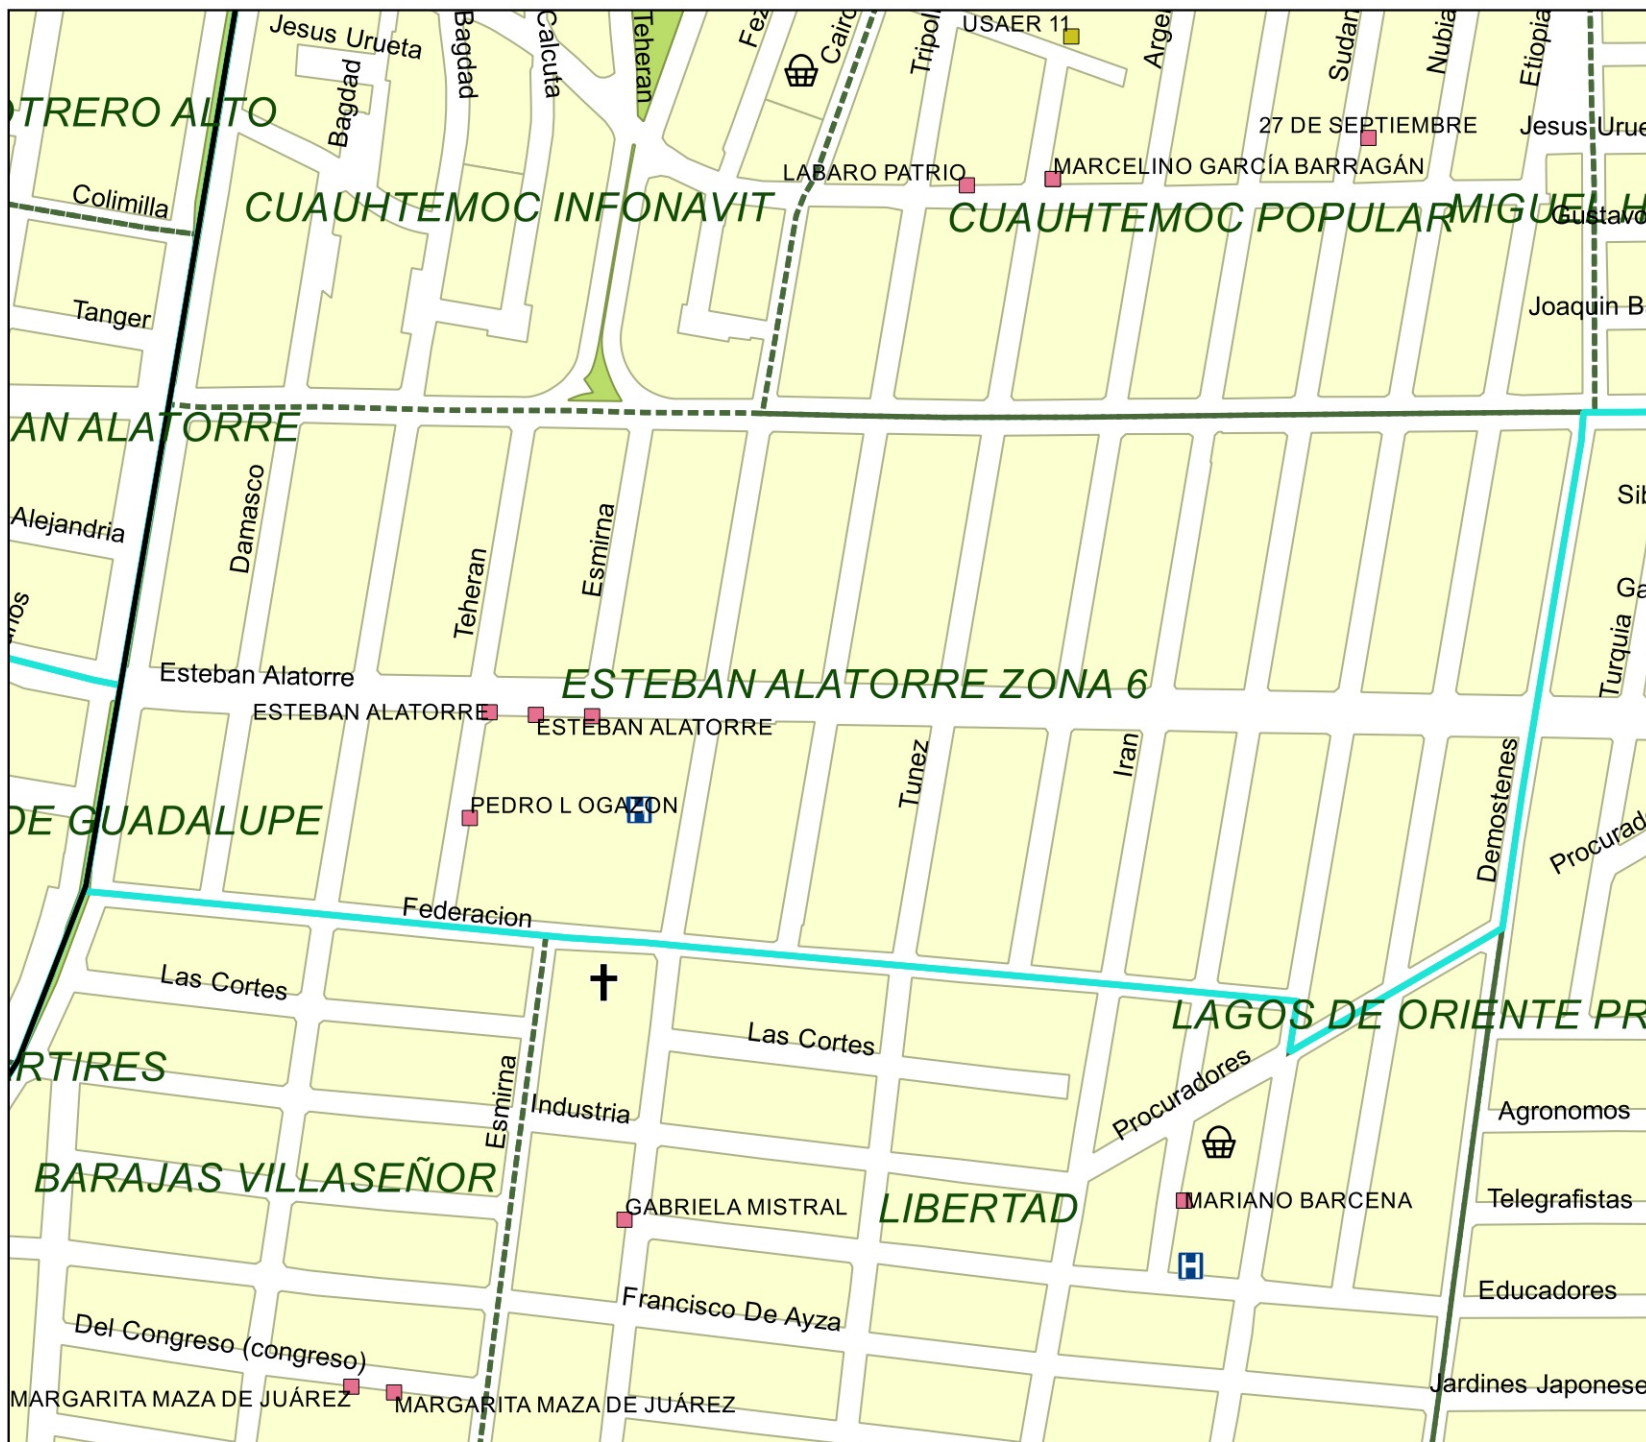 Jesus Urueta
Bagdad
Calcuta
Teheran
Fez
Cairo
Tripoli
USAER 11
Argel
Sudan
Nubia
Etiopia
Bagdad
OTRERO ALTO
27 DE SEPTIEMBRE
Jesus Urue
LABARO PATRIO
MARCELINO GARCÍA BARRAGÁN
Colimilla
CUAUHTEMOC INFONAVIT
CUAUHTEMOC POPULAR
MIGUEL H
Gustavo
Tanger
Joaquin B
AN ALATORRE
Damasco
Alejandria
Esmirna
Teheran
Sib
Ga
Turquia
Esteban Alatorre
ESTEBAN ALATORRE ZONA 6
ESTEBAN ALATORRE
ESTEBAN ALATORRE
Tunez
Iran
Demostenes
PEDRO L OGAZON
H
DE GUADALUPE
Procurado
Federacion
Las Cortes
LAGOS DE ORIENTE PR
Las Cortes
RTIRES
Esmirna
Industria
Procuradores
Agronomos
BARAJAS VILLASEÑOR
GABRIELA MISTRAL
LIBERTAD
MARIANO BARCENA
Telegrafistas
H
Educadores
Francisco De Ayza
Del Congreso (congreso)
MARGARITA MAZA DE JUÁREZ
MARGARITA MAZA DE JUÁREZ
Jardines Japonese